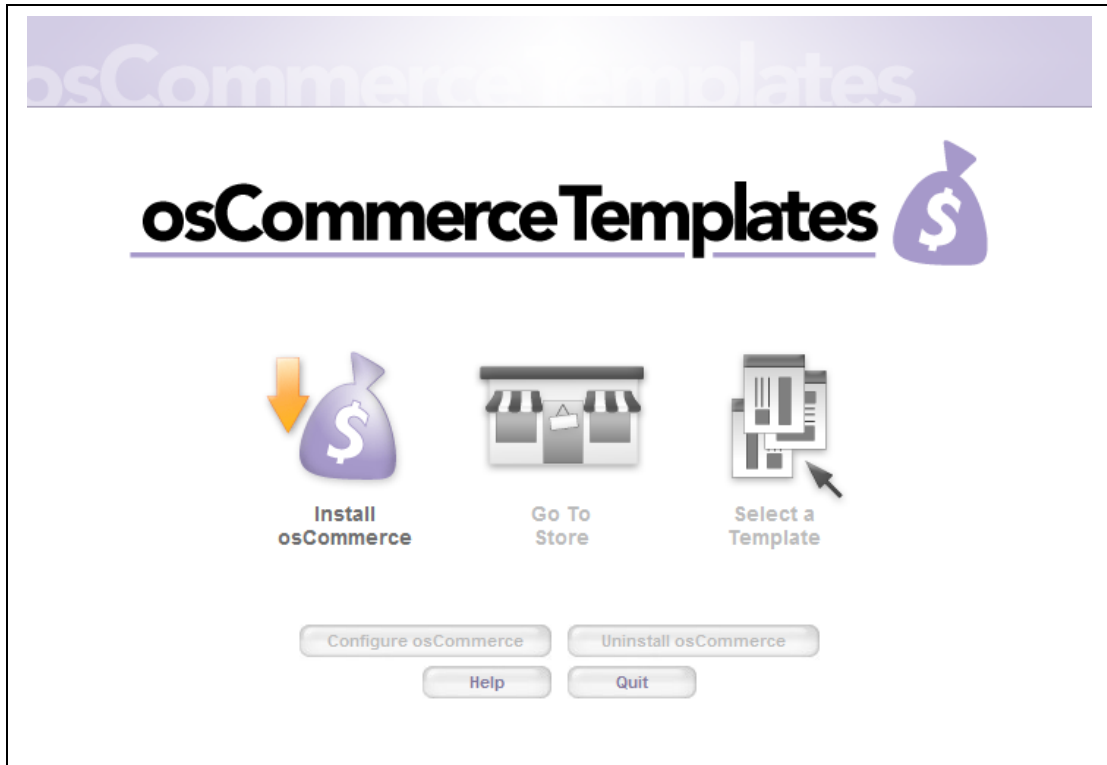 osCommerceTemplates
osCommerceTemplates $
$
Install
osCommerce
Go To
Store
Select a
Template
Configure osCommerce
Uninstall osCommerce
Help
Quit